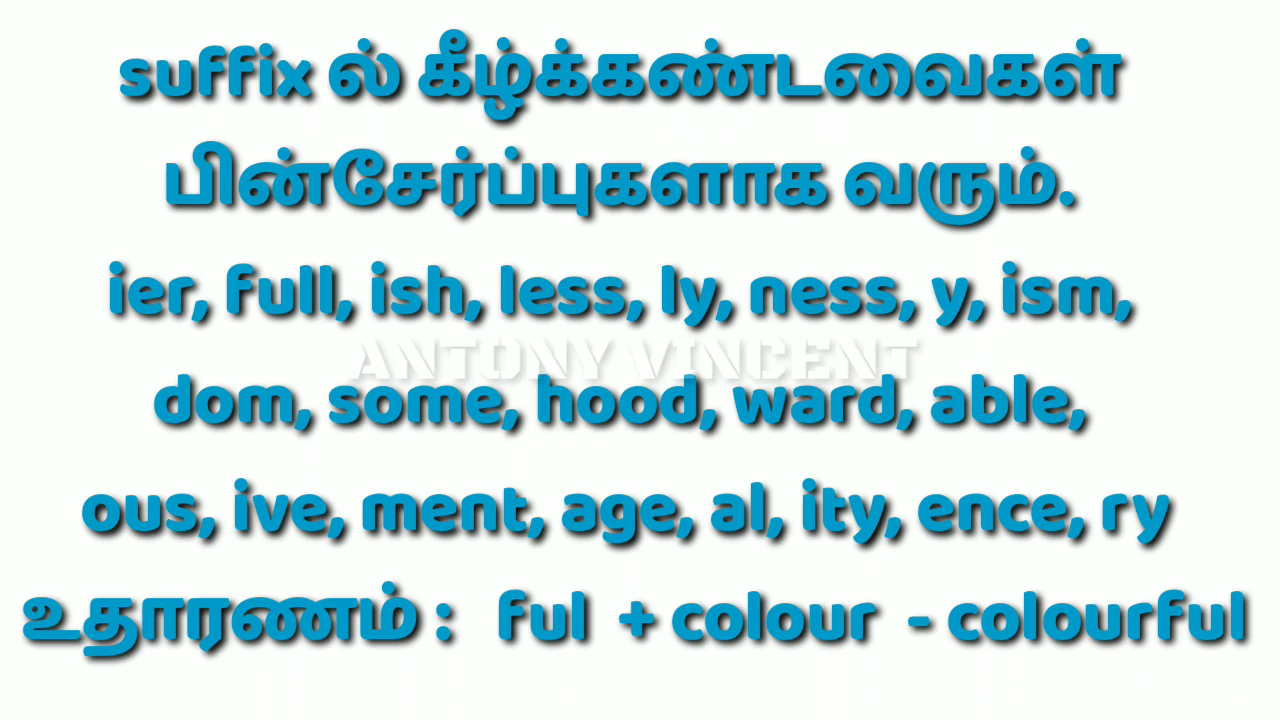 suffix ல் கீழ்க்கண்டவைகள்
பின்சேர்ப்புகளாக வரும்.
ier, full, ish, less, ly, ness, y, ism,
ANTONY VINCENT
dom, some, hood, ward, able,
ous, ive, ment, age, al, ity, ence, ry
உதாரணம் : ful + colour - colourful